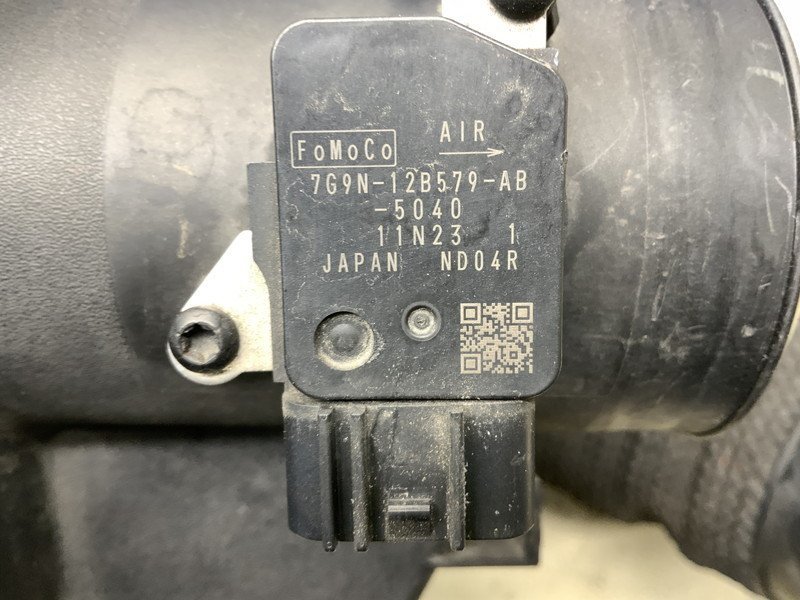 FoMoCo AIR
7G9N-12B579-AB
-5040
11N23 1
JAPAN ND04R